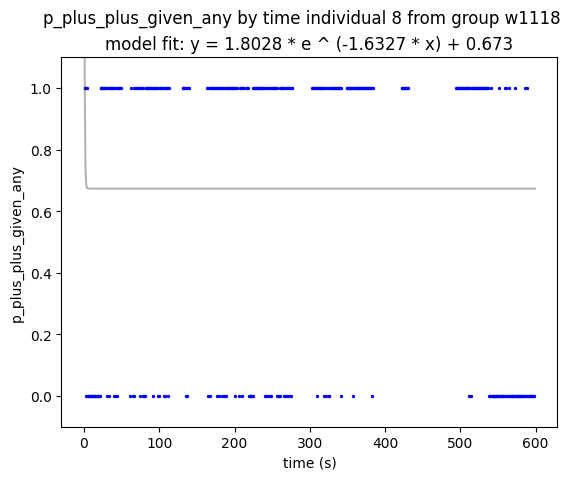 p_plus_plus_given_any by time individual 8 from group w1118
model fit: y = 1.8028 * e ^ (-1.6327 * x) + 0.673
p_plus_plus_given_any
1.0
0.8
0.6
0.4
0.2
0.0
0 100 200 300 400 500 600
time (s)